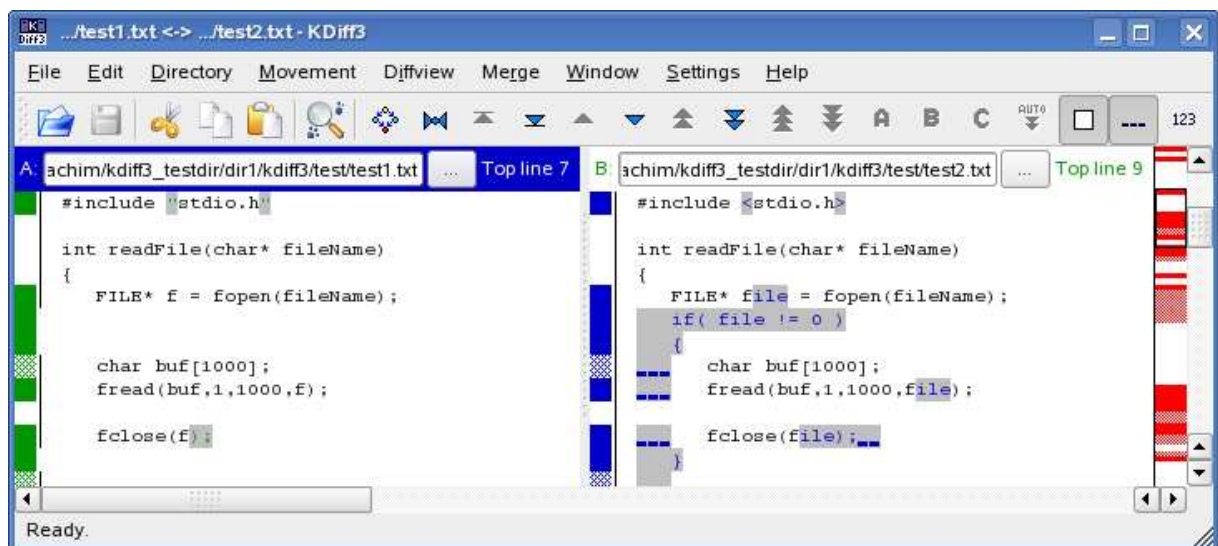 K
Diff3 .../test1.txt <-> .../test2.txt - KDiff3
File Edit Directory Movement Diffview Merge Window Settings Help
A B C AUTO 123
A: achim/kdiff3_testdir/dir1/kdiff3/test/test1.txt ... Top line 7
#include "stdio.h"
int readFile(char* fileName)
{
FILE* f = fopen(fileName);
char buf[1000];
fread(buf,1,1000,f);
fclose(f);
B: achim/kdiff3_testdir/dir1/kdiff3/test/test2.txt ... Top line 9
#include <stdio.h>
int readFile(char* fileName)
{
FILE* file = fopen(fileName);
if( file != 0 )
{
char buf[1000];
fread(buf,1,1000,file);
fclose(file);
}
Ready.